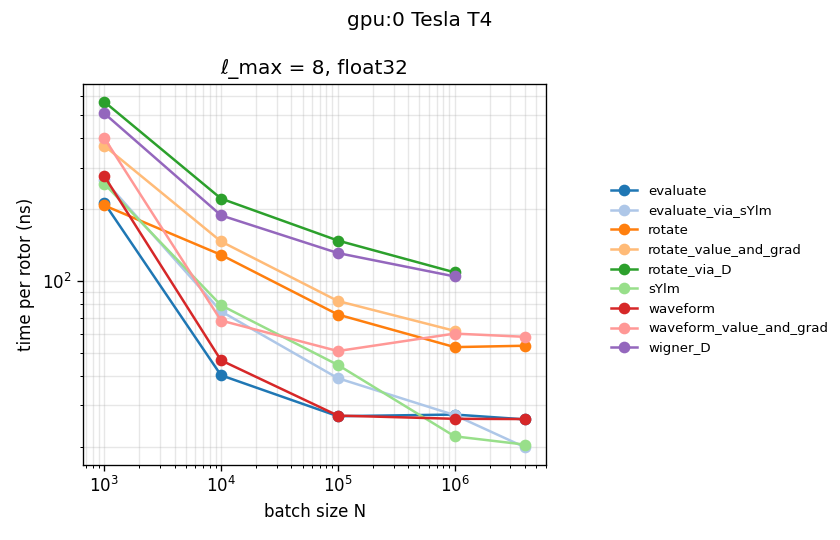 gpu:0 Tesla T4
ℓ_max = 8, float32
time per rotor (ns)
10²
10³ 10⁴ 10⁵ 10⁶
batch size N
evaluate
evaluate_via_sYlm
rotate
rotate_value_and_grad
rotate_via_D
sYlm
waveform
waveform_value_and_grad
wigner_D